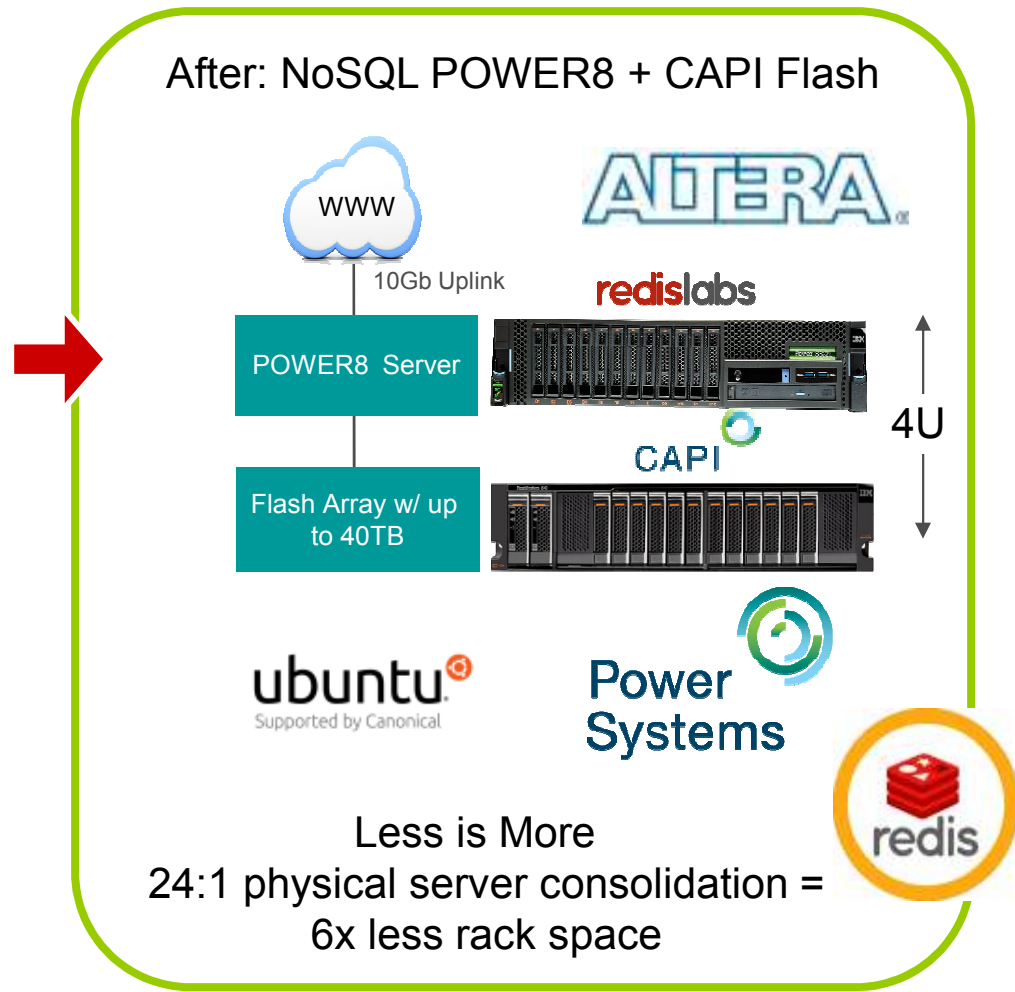 After: NoSQL POWER8 + CAPI Flash
WWW
ALTERA®
10Gb Uplink
redislabs
POWER8 Server
IBM
4U
CAPI
Flash Array w/ up
to 40TB
IBM
ubuntu®
Supported by Canonical
Power
Systems
redis
Less is More
24:1 physical server consolidation =
6x less rack space